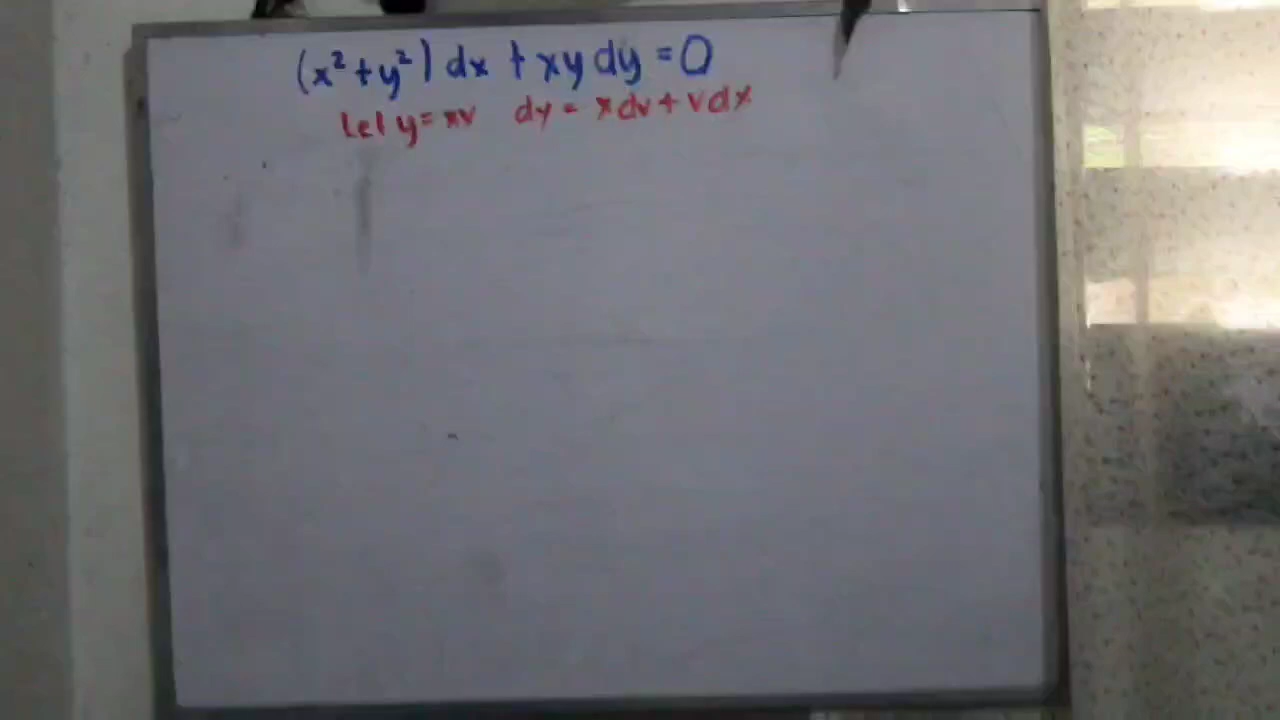 (x² + y²) dx + xy dy = 0
Let y = xv dy = x dv + v dx